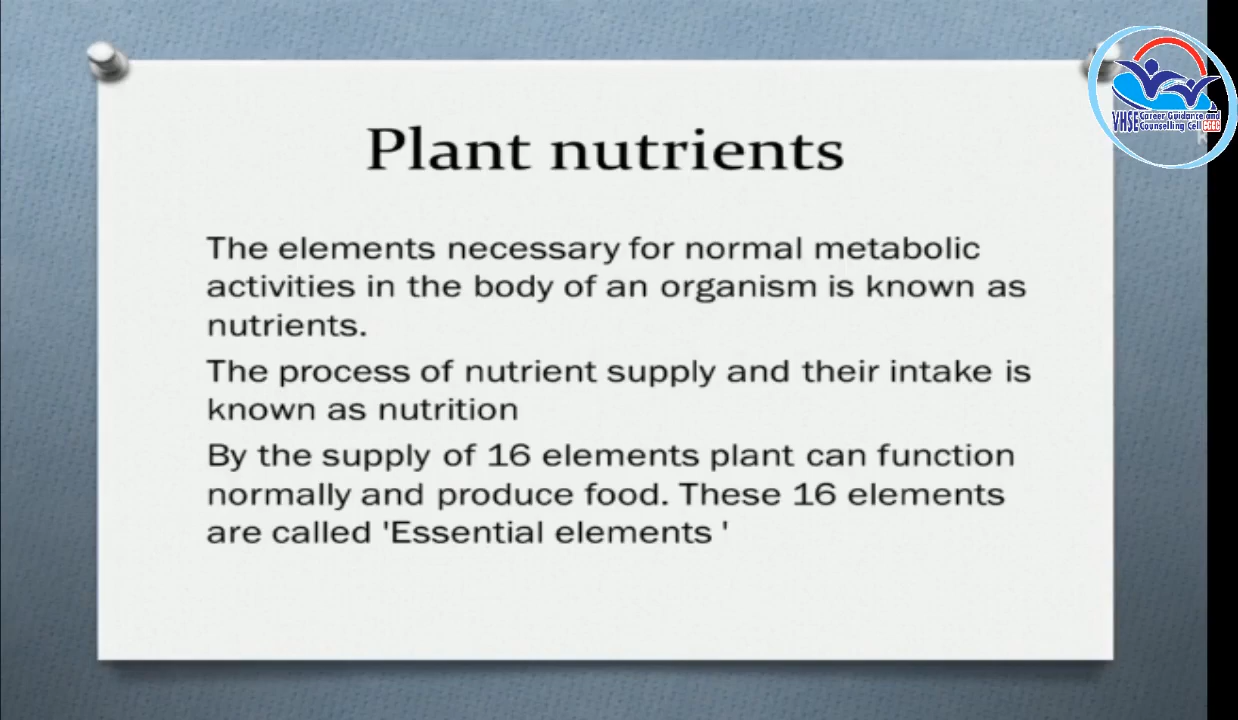 Plant nutrients
The elements necessary for normal metabolic
activities in the body of an organism is known as
nutrients.
The process of nutrient supply and their intake is
known as nutrition
By the supply of 16 elements plant can function
normally and produce food. These 16 elements
are called 'Essential elements '
VHSE Career Guidance and
Counselling Cell CGCC